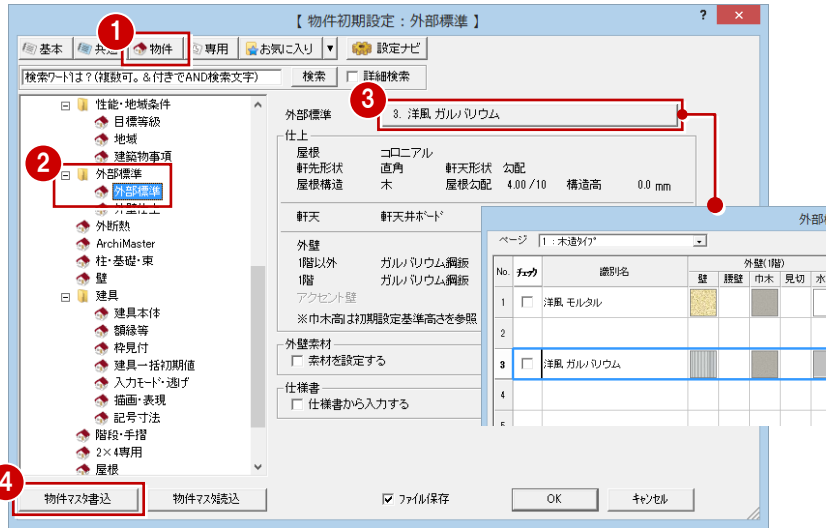 【 物件初期設定：外部標準 】
?
×
1
基本
共
物件
専用
お気に入り
▼
設定ナビ
検索ワードは？(複数可。＆付きでAND検索文字)
検索
詳細検索
性能・地域条件
目標等級
地域
建築物事項
2
外部標準
外部標準
外断熱
ArchiMaster
柱・基礎・束
壁
建具
建具本体
額縁等
枠見付
建具一括初期値
入力モード・逃げ
描画・表現
記号寸法
階段・手摺
2×4専用
屋根
3
外部標準
3. 洋風 ガルバリウム
仕上
屋根 コロニアル
軒先形状 直角 軒天形状 勾配
屋根構造 木 屋根勾配 4.00 /10 構造高 0.0 mm
軒天 軒天井ボード
外壁
1階以外 ガルバリウム鋼鈑
1階 ガルバリウム鋼鈑
アクセント壁
※巾木高は初期設定基準高さを参照
外壁素材
素材を設定する
仕様書
仕様書から入力する
外部
ページ 1 : 木造タイプ
No. チェック 識別名 外壁(1階)
壁 腰壁 巾木 見切 水
1 洋風 モルタル
2
3 洋風 ガルバリウム
4
4
物件マスタ書込
物件マスタ読込
ファイル保存
OK
キャンセル